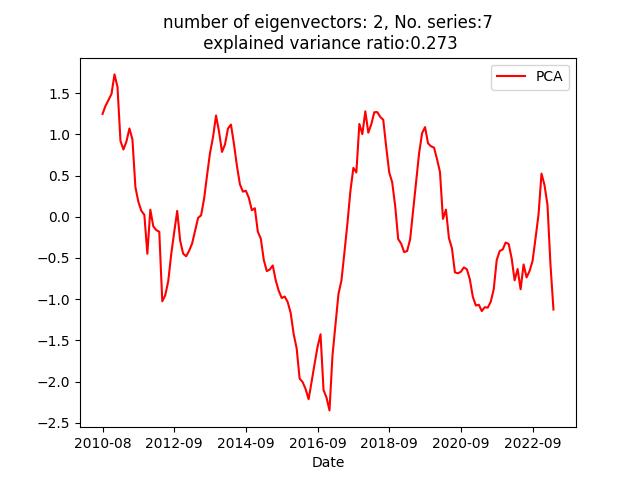 number of eigenvectors: 2, No. series:7
explained variance ratio:0.273
PCA
1.5
1.0
0.5
0.0
−0.5
−1.0
−1.5
−2.0
−2.5
2010-08 2012-09 2014-09 2016-09 2018-09 2020-09 2022-09
Date